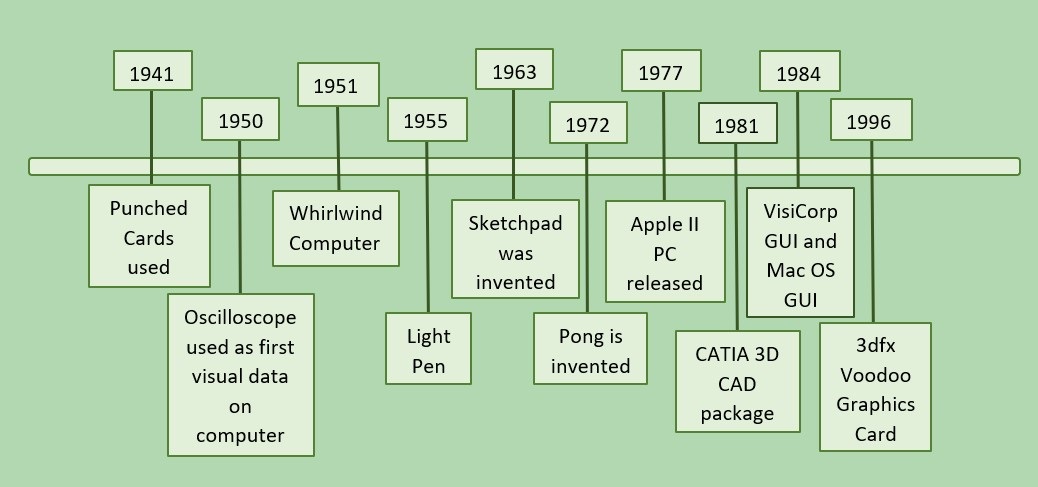 1941
1950
1951
1955
1963
1972
1977
1981
1984
1996
Punched
Cards
used
Oscilloscope
used as first
visual data
on
computer
Whirlwind
Computer
Light
Pen
Sketchpad
was
invented
Pong is
invented
Apple II
PC
released
CATIA 3D
CAD
package
VisiCorp
GUI and
Mac OS
GUI
3dfx
Voodoo
Graphics
Card